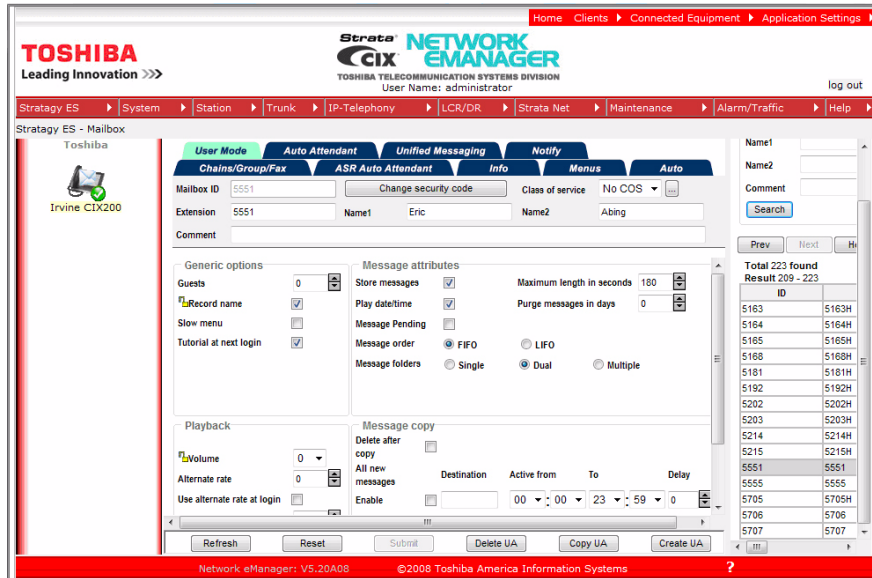 Home Clients Connected Equipment Application Settings
TOSHIBA
Leading Innovation >>>
Strata CIX NETWORK EMANAGER
TOSHIBA TELECOMMUNICATION SYSTEMS DIVISION
User Name: administrator
log out
Stratagy ES System Station Trunk IP-Telephony LCR/DR Strata Net Maintenance Alarm/Traffic Help
Stratagy ES - Mailbox
Toshiba
Irvine CIX200
User Mode Auto Attendant Unified Messaging Notify
Chains/Group/Fax ASR Auto Attendant Info Menus Auto
Mailbox ID 5551 Change security code Class of service No COS ...
Extension 5551 Name1 Eric Name2 Abing
Comment
Generic options
Guests 0
Record name
Slow menu
Tutorial at next login
Message attributes
Store messages Maximum length in seconds 180
Play date/time Purge messages in days 0
Message Pending
Message order FIFO LIFO
Message folders Single Dual Multiple
Playback
Volume 0
Alternate rate 0
Use alternate rate at login
Message copy
Delete after
copy
All new
messages Destination Active from To Delay
Enable 00 : 00 23 : 59 0
Refresh Reset Submit Delete UA Copy UA Create UA
Name1
Name2
Comment
Search
Prev Next
Total 223 found
Result 209 - 223
ID
5163 5163H
5164 5164H
5165 5165H
5168 5168H
5181 5181H
5192 5192H
5202 5202H
5203 5203H
5214 5214H
5215 5215H
5551 5551
5555 5555
5705 5705H
5706 5706
5707 5707
Network eManager: V5.20A08 ©2008 Toshiba America Information Systems ?